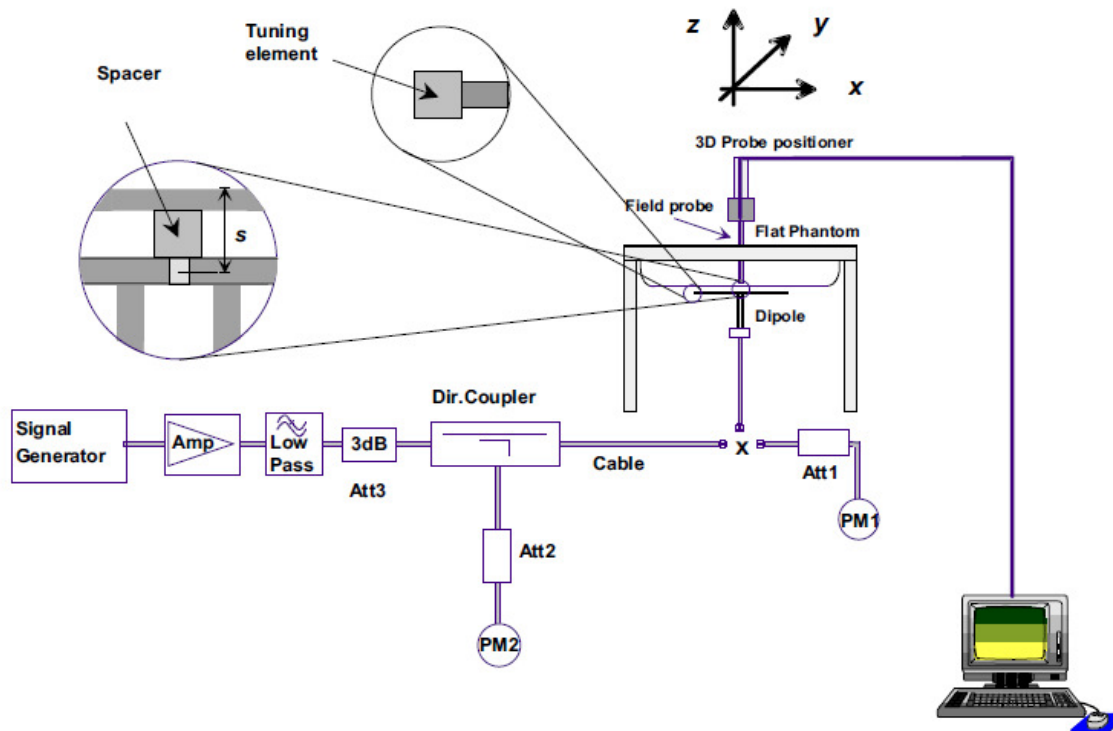 Tuning
element
Spacer
s
z
y
x
3D Probe positioner
Field probe
Flat Phantom
Dipole
Dir.Coupler
Signal
Generator
Amp
Low
Pass
3dB
Att3
Cable
X
Att1
PM1
Att2
PM2